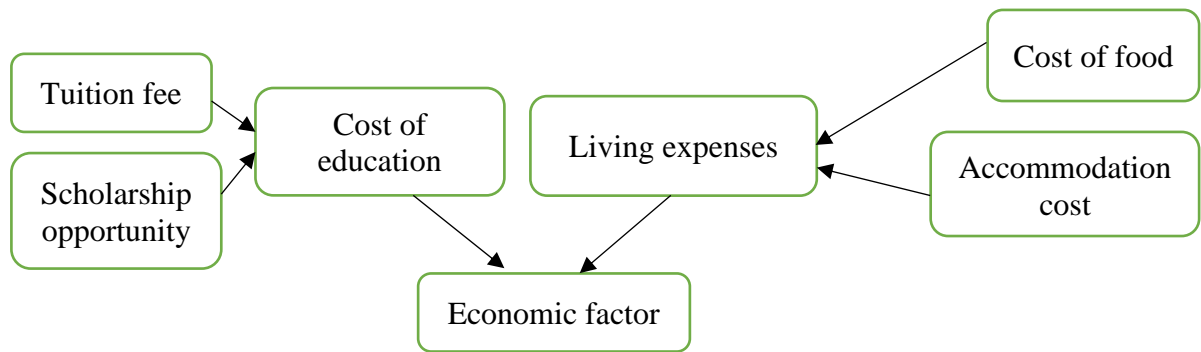 Tuition fee
Scholarship
opportunity
Cost of
education
Living expenses
Cost of food
Accommodation
cost
Economic factor